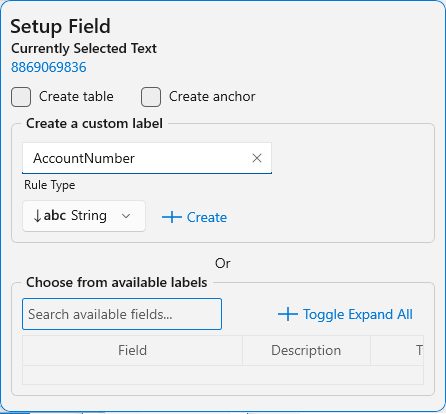 Setup Field
Currently Selected Text
8869069836
Create table Create anchor
Create a custom label
AccountNumber
Rule Type
abc String Create
Or
Choose from available labels
Search available fields... Toggle Expand All
Field Description T